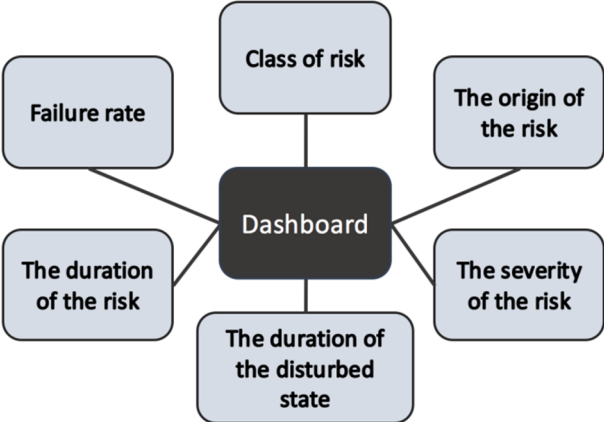 Class of risk
Failure rate
The origin of
the risk
Dashboard
The duration
of the risk
The severity
of the risk
The duration of
the disturbed
state